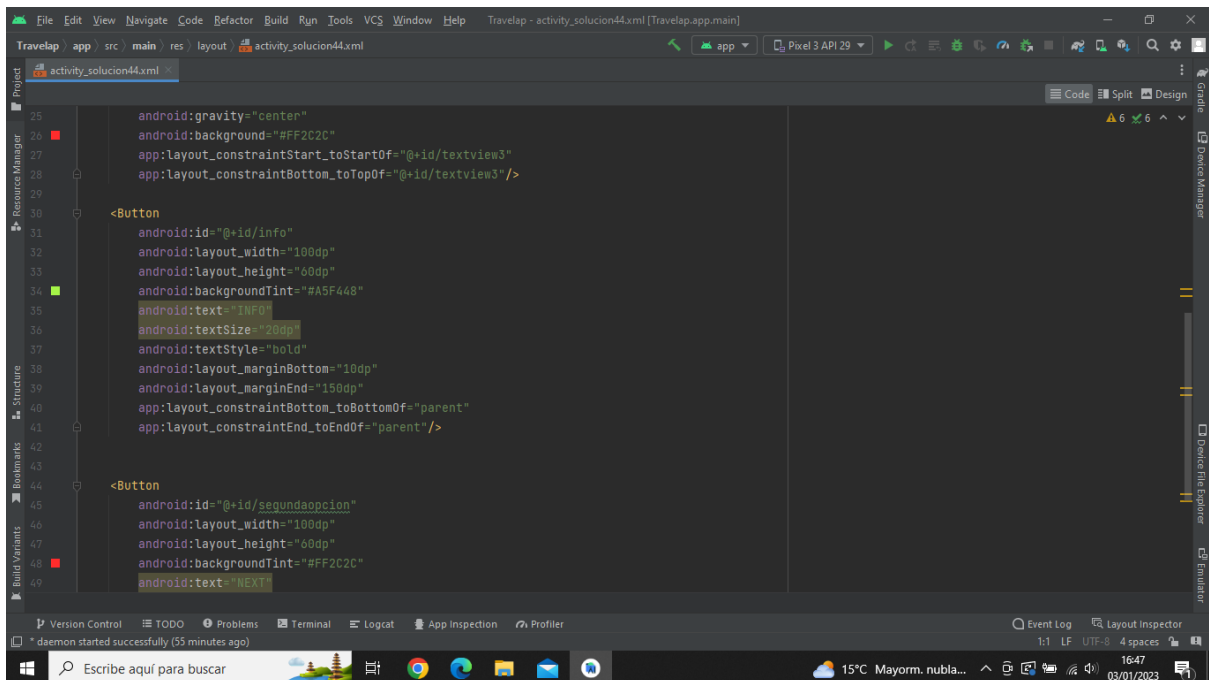 File Edit View Navigate Code Refactor Build Run Tools VCS Window Help Travelap - activity_solucion44.xml [Travelap.app.main]
Travelap app src main res layout activity_solucion44.xml app Pixel 3 API 29
activity_solucion44.xml
Code Split Design
25 android:gravity="center" 6 6
26 android:background="#FF2C2C"
27 app:layout_constraintStart_toStartOf="@+id/textview3"
28 app:layout_constraintBottom_toTopOf="@+id/textview3"/>
29
30 <Button
31 android:id="@+id/info"
32 android:layout_width="100dp"
33 android:layout_height="60dp"
34 android:backgroundTint="#A5F448"
35 android:text="INFO"
36 android:textSize="20dp"
37 android:textStyle="bold"
38 android:layout_marginBottom="10dp"
39 android:layout_marginEnd="150dp"
40 app:layout_constraintBottom_toBottomOf="parent"
41 app:layout_constraintEnd_toEndOf="parent"/>
42
43
44 <Button
45 android:id="@+id/segundaopcion"
46 android:layout_width="100dp"
47 android:layout_height="60dp"
48 android:backgroundTint="#FF2C2C"
49 android:text="NEXT"
Project
Resource Manager
Structure
Bookmarks
Build Variants
Gradle
Device Manager
Device File Explorer
Emulator
Version Control TODO Problems Terminal Logcat App Inspection Profiler Event Log Layout Inspector
* daemon started successfully (55 minutes ago) 1:1 LF UTF-8 4 spaces
Escribe aquí para buscar 15°C Mayorm. nubla... 16:47
03/01/2023
1